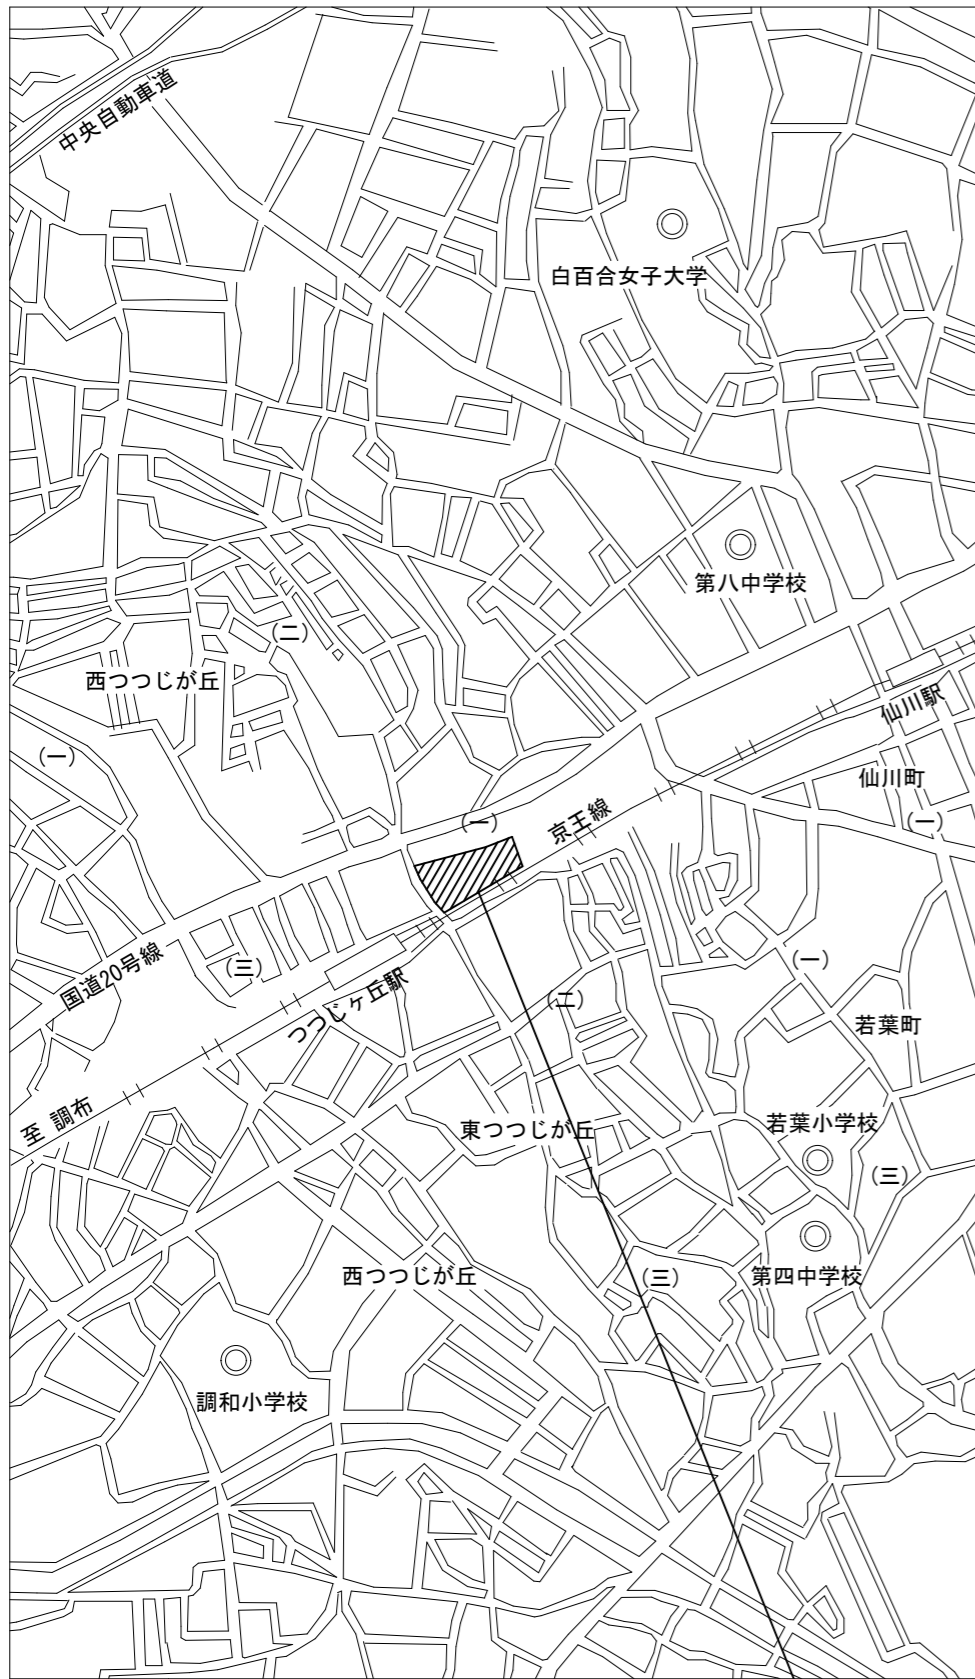 中央自動車道
白百合女子大学
第八中学校
(二)
西つつじが丘
仙川駅
(一)
仙川町
(一)
京王線
(一)
国道20号線
(三)
つつじヶ丘駅
(一)
(二)
若葉町
至 調布
東つつじが丘
若葉小学校
(三)
西つつじが丘
(三)
第四中学校
調和小学校